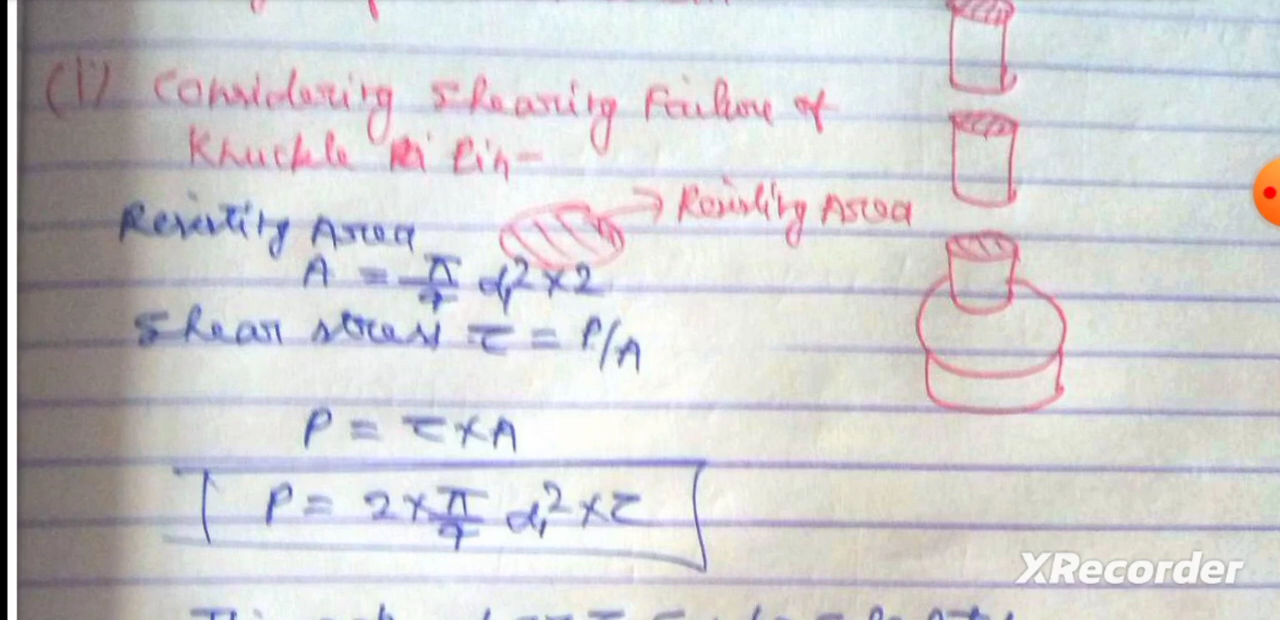 (ii) Considering Shearing Failure of
Knuckle Pin-
Resisting Area
→ Resisting Area
A = π/4 d₁² × 2
Shear stress τ = P/A
P = τ × A
P = 2 × π/4 d₁² × τ
XRecorder